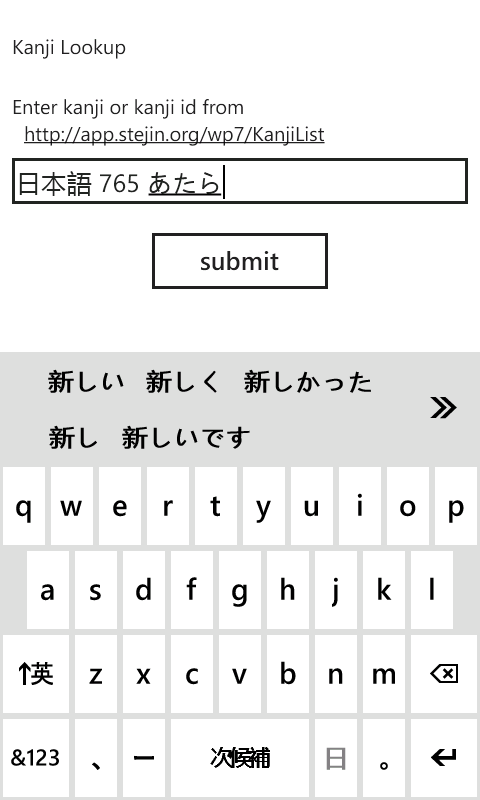 Kanji Lookup
Enter kanji or kanji id from
http://app.stejin.org/wp7/KanjiList
日本語 765 あたら
submit
新しい 新しく 新しかった
新し 新しいです
q w e r t y u i o p
a s d f g h j k l
↑英 z x c v b n m
&123 、 ー 次候補 日 。